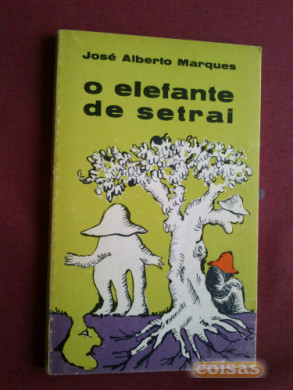 José Alberto Marques
o elefante
de setrai
coisas